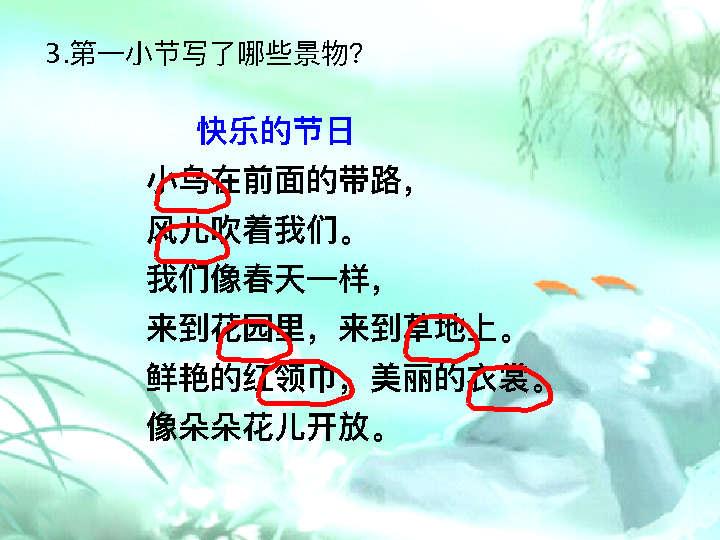 3.第一小节写了哪些景物?
快乐的节日
小鸟在前面的带路,
风儿吹着我们。
我们像春天一样,
来到花园里，来到草地上。
鲜艳的红领巾，美丽的衣裳。
像朵朵花儿开放。